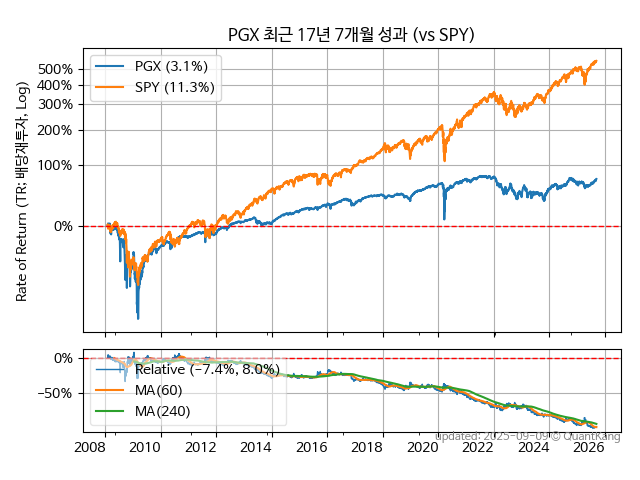 PGX 최근 17년 7개월 성과 (vs SPY)
PGX (3.1%)
SPY (11.3%)
500%
400%
300%
200%
100%
0%
Rate of Return (TR: 배당재투자, Log)
0%
−50%
Relative (−7.4%, 8.0%)
MA(60)
MA(240)
2008 2010 2012 2014 2016 2018 2020 2022 2024 2026
updated: 2025-09-09 © QuantKang